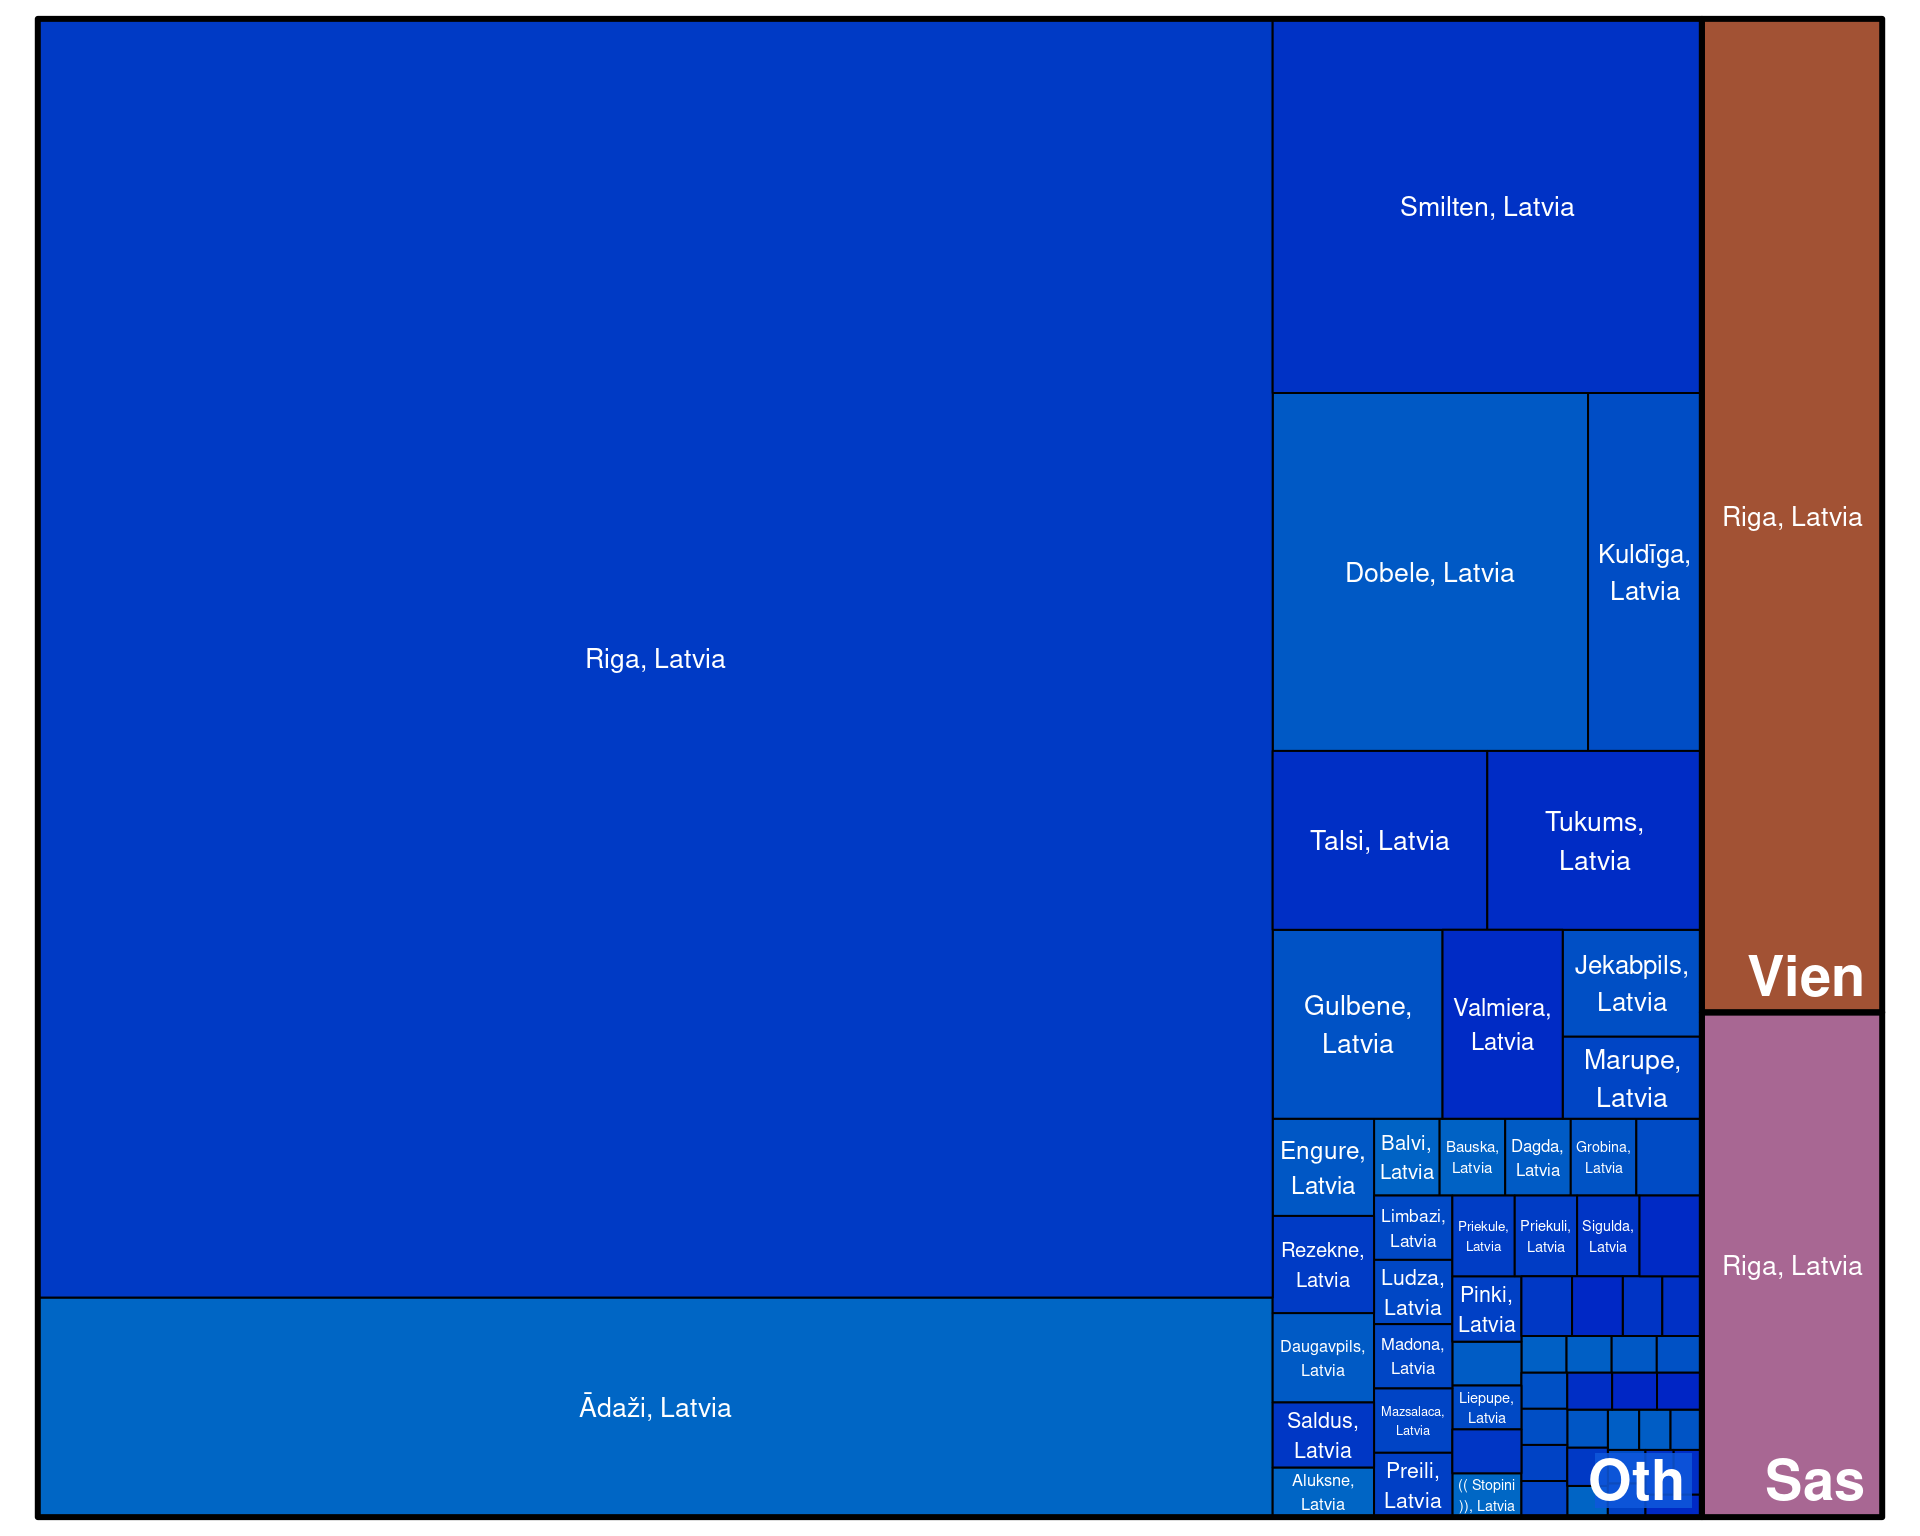 Riga, Latvia
Ādaži, Latvia
Smilten, Latvia
Dobele, Latvia
Kuldīga,
Latvia
Talsi, Latvia
Tukums,
Latvia
Gulbene,
Latvia
Valmiera,
Latvia
Jekabpils,
Latvia
Marupe,
Latvia
Engure,
Latvia
Rezekne,
Latvia
Daugavpils,
Latvia
Saldus,
Latvia
Aluksne,
Latvia
Balvi,
Latvia
Bauska,
Latvia
Dagda,
Latvia
Grobina,
Latvia
Limbazi,
Latvia
Ludza,
Latvia
Madona,
Latvia
Mazsalaca,
Latvia
Preili,
Latvia
Priekule,
Latvia
Priekuli,
Latvia
Sigulda,
Latvia
Pinki,
Latvia
Liepupe,
Latvia
(( Stopini
)), Latvia
Oth
Riga, Latvia
Vien
Riga, Latvia
Sas